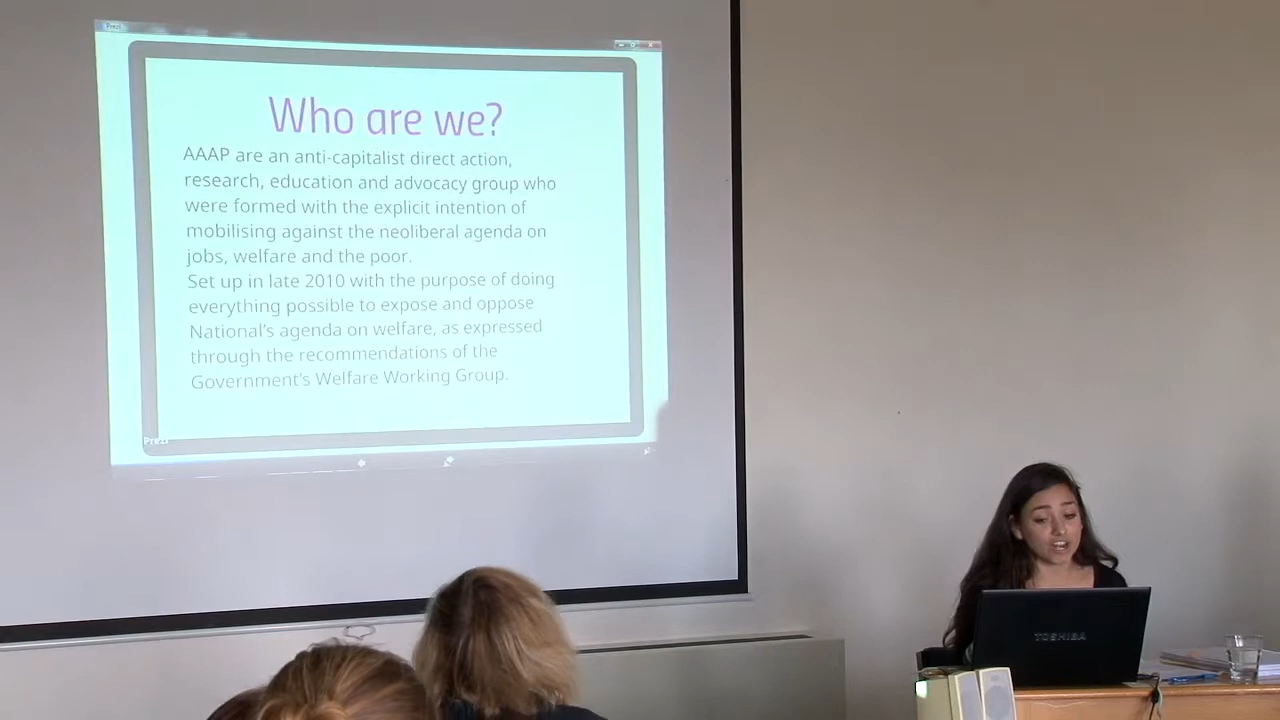 Prezi
Who are we?
AAAP are an anti-capitalist direct action,
research, education and advocacy group who
were formed with the explicit intention of
mobilising against the neoliberal agenda on
jobs, welfare and the poor.
Set up in late 2010 with the purpose of doing
everything possible to expose and oppose
National's agenda on welfare, as expressed
through the recommendations of the
Government's Welfare Working Group.
Prezi
TOSHIBA